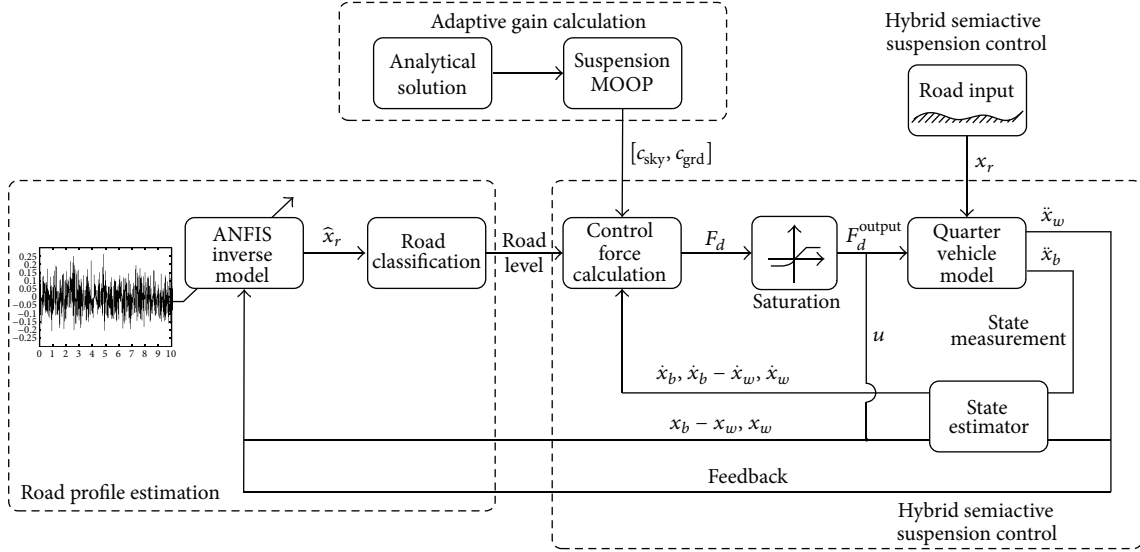 Adaptive gain calculation
Analytical
solution
Suspension
MOOP
Hybrid semiactive
suspension control
Road input
[c_sky, c_grd]
x_r
ANFIS
inverse
model
x̂_r
Road
classification
Road
level
Control
force
calculation
F_d
Saturation
F_d^output
Quarter
vehicle
model
ẍ_w
ẍ_b
0.25
0.2
0.15
0.1
0.05
0
−0.05
−0.1
−0.15
−0.2
−0.25
0 1 2 3 4 5 6 7 8 9 10
u
State
measurement
ẋ_b, ẋ_b − ẋ_w, ẋ_w
State
estimator
x_b − x_w, x_w
Feedback
Road profile estimation
Hybrid semiactive
suspension control